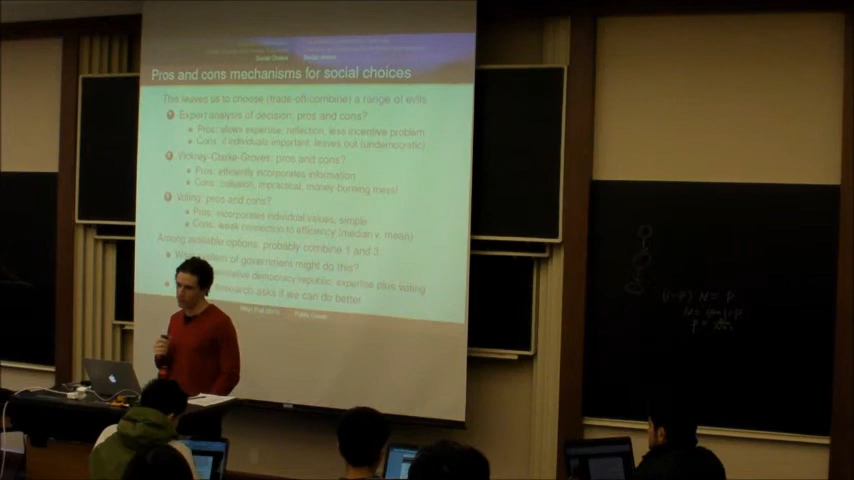 Social Choice
Pros and cons mechanisms for social choices
This leaves us to choose (trade-off/combine) a range of evils
Expert analysis of decision, pros and cons?
Pros: allows expertise, reflection, less incentive problem
Cons: if individuals important, leaves out (undemocratic)
Vickrey-Clarke-Groves, pros and cons?
Pros: efficiently incorporates information
Cons: collusion, impractical, money-burning mess!
Voting: pros and cons?
Pros: incorporates individual values, simple
Cons: weak connection to efficiency (median v. mean)
Among available options, probably combine 1 and 3
of government might do this?
democracy/republic: expertise plus voting
research asks if we can do better
Public Goods
(1-P) N = P